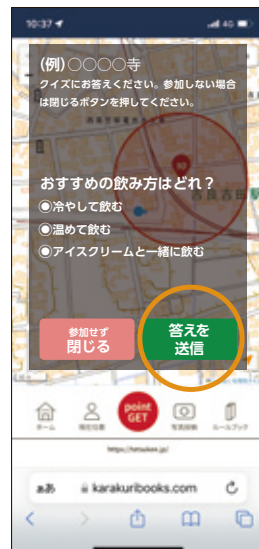 10:37
4G
(例)○○○○寺
クイズにお答えください。参加しない場合
は閉じるボタンを押してください。
おすすめの飲み方はどれ？
◉冷やして飲む
◉温めて飲む
◉アイスクリームと一緒に飲む
参加せず
閉じる
答えを
送信
point
GET
ホーム
現在位置
写真投稿
ルールブック
ぁあ
karakuribooks.com